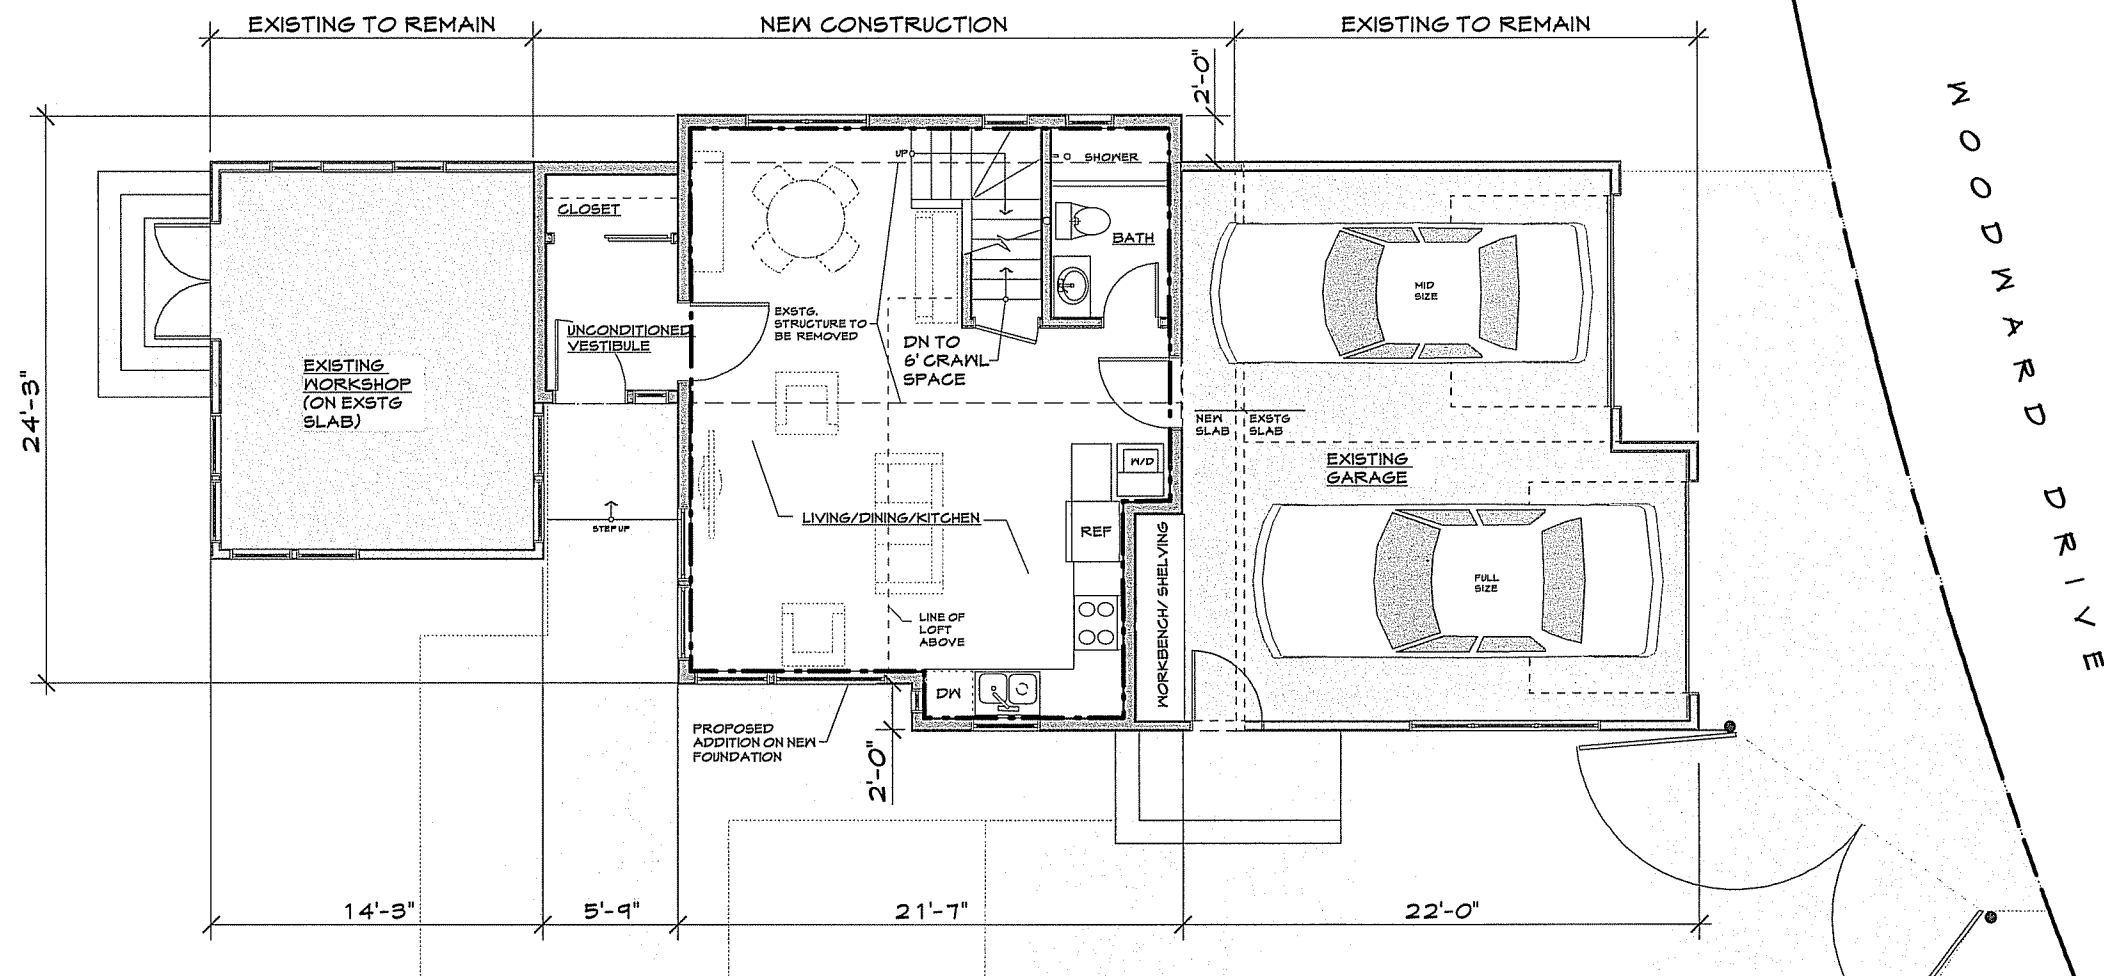 EXISTING TO REMAIN
NEW CONSTRUCTION
EXISTING TO REMAIN
2'-0"
WOODWARD DRIVE
UP
SHOWER
CLOSET
BATH
MID
SIZE
EXSTG.
STRUCTURE TO
BE REMOVED
UNCONDITIONED
VESTIBULE
DN TO
6' CRAWL
SPACE
EXISTING
WORKSHOP
(ON EXSTG
SLAB)
24'-3"
NEW
SLAB
EXSTG
SLAB
W/D
EXISTING
GARAGE
LIVING/DINING/KITCHEN
STEP UP
REF
WORKBENCH/ SHELVING
FULL
SIZE
LINE OF
LOFT
ABOVE
DW
PROPOSED
ADDITION ON NEW
FOUNDATION
2'-0"
14'-3"
5'-9"
21'-7"
22'-0"